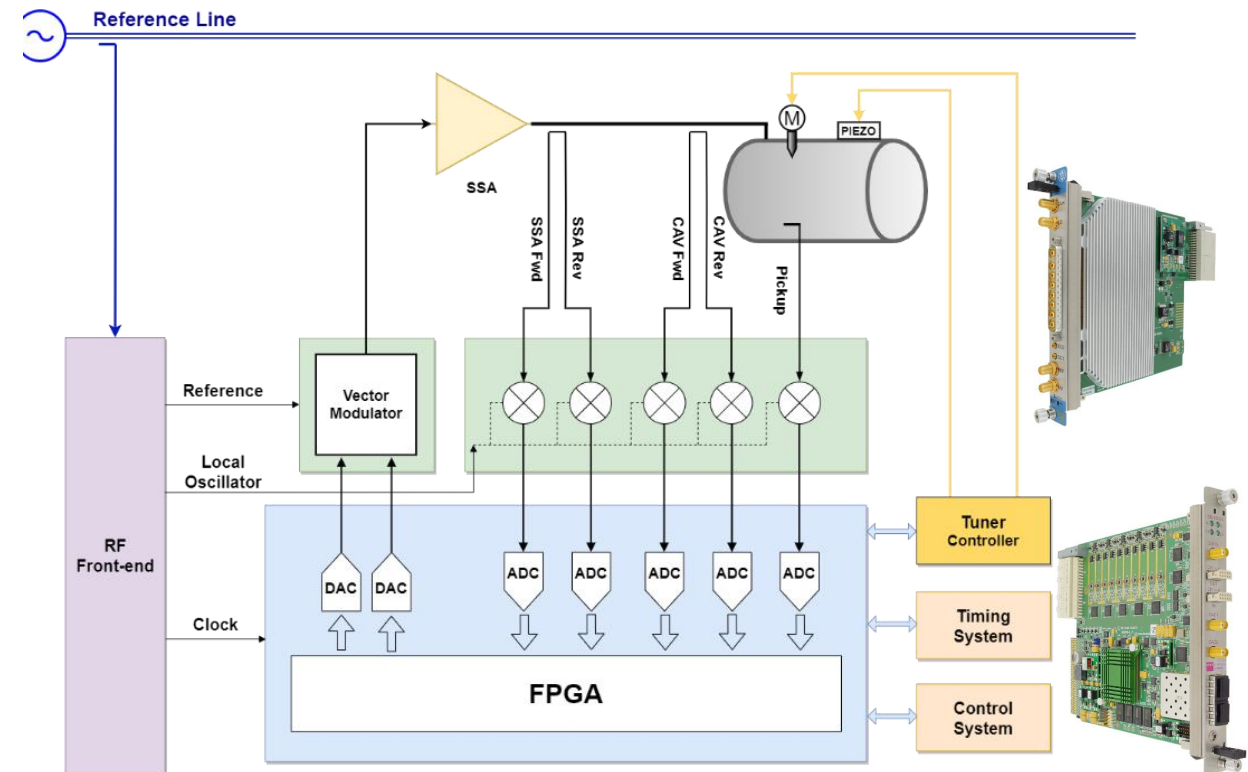 Reference Line
M
PIEZO
SSA
SSA Fwd
SSA Rev
CAV Fwd
CAV Rev
Pickup
Reference
Vector
Modulator
Local
Oscillator
RF
Front-end
Clock
DAC
DAC
ADC
ADC
ADC
ADC
ADC
FPGA
Tuner
Controller
Timing
System
Control
System